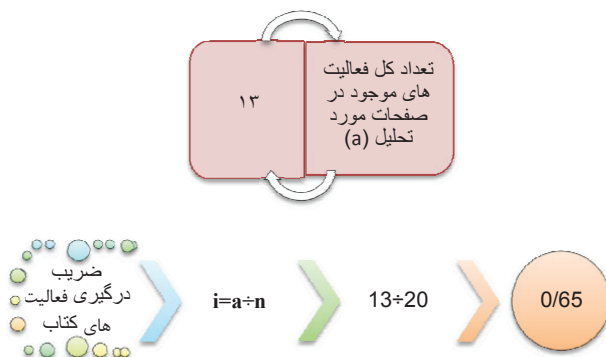 تعداد کل فعالیت
های موجود در
صفحات مورد
تحلیل (a)
۱۳
ضریب
درگیری فعالیت
های کتاب
i=a÷n
13÷20
0/65